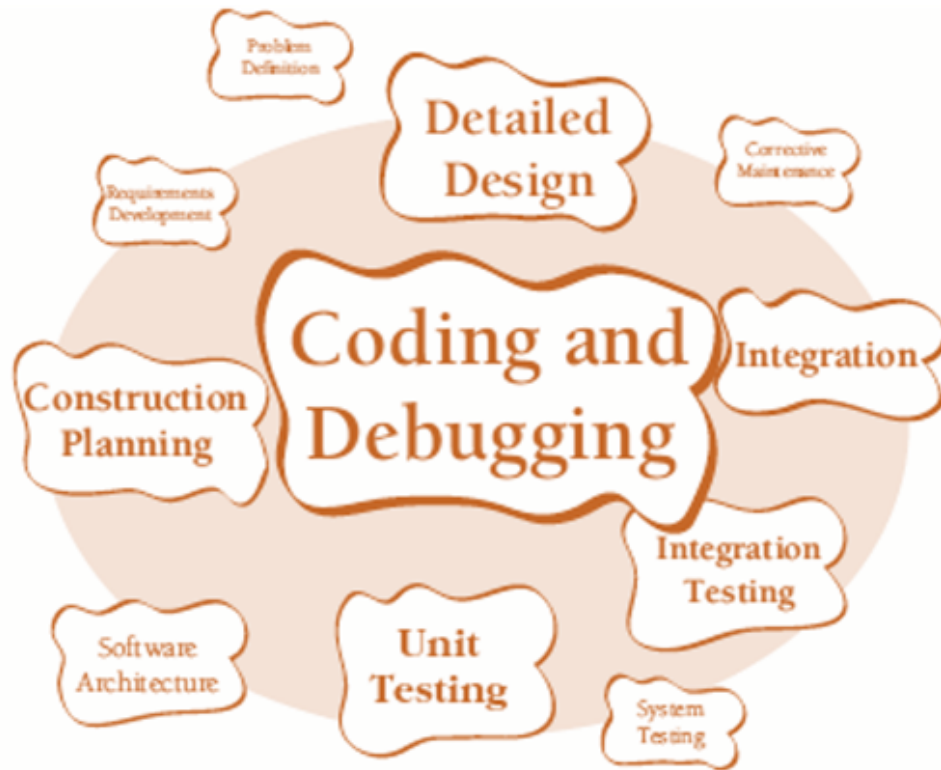 Problem
Definition
Detailed
Design
Corrective
Maintenance
Requirements
Development
Coding and
Debugging
Integration
Construction
Planning
Integration
Testing
Software
Architecture
Unit
Testing
System
Testing